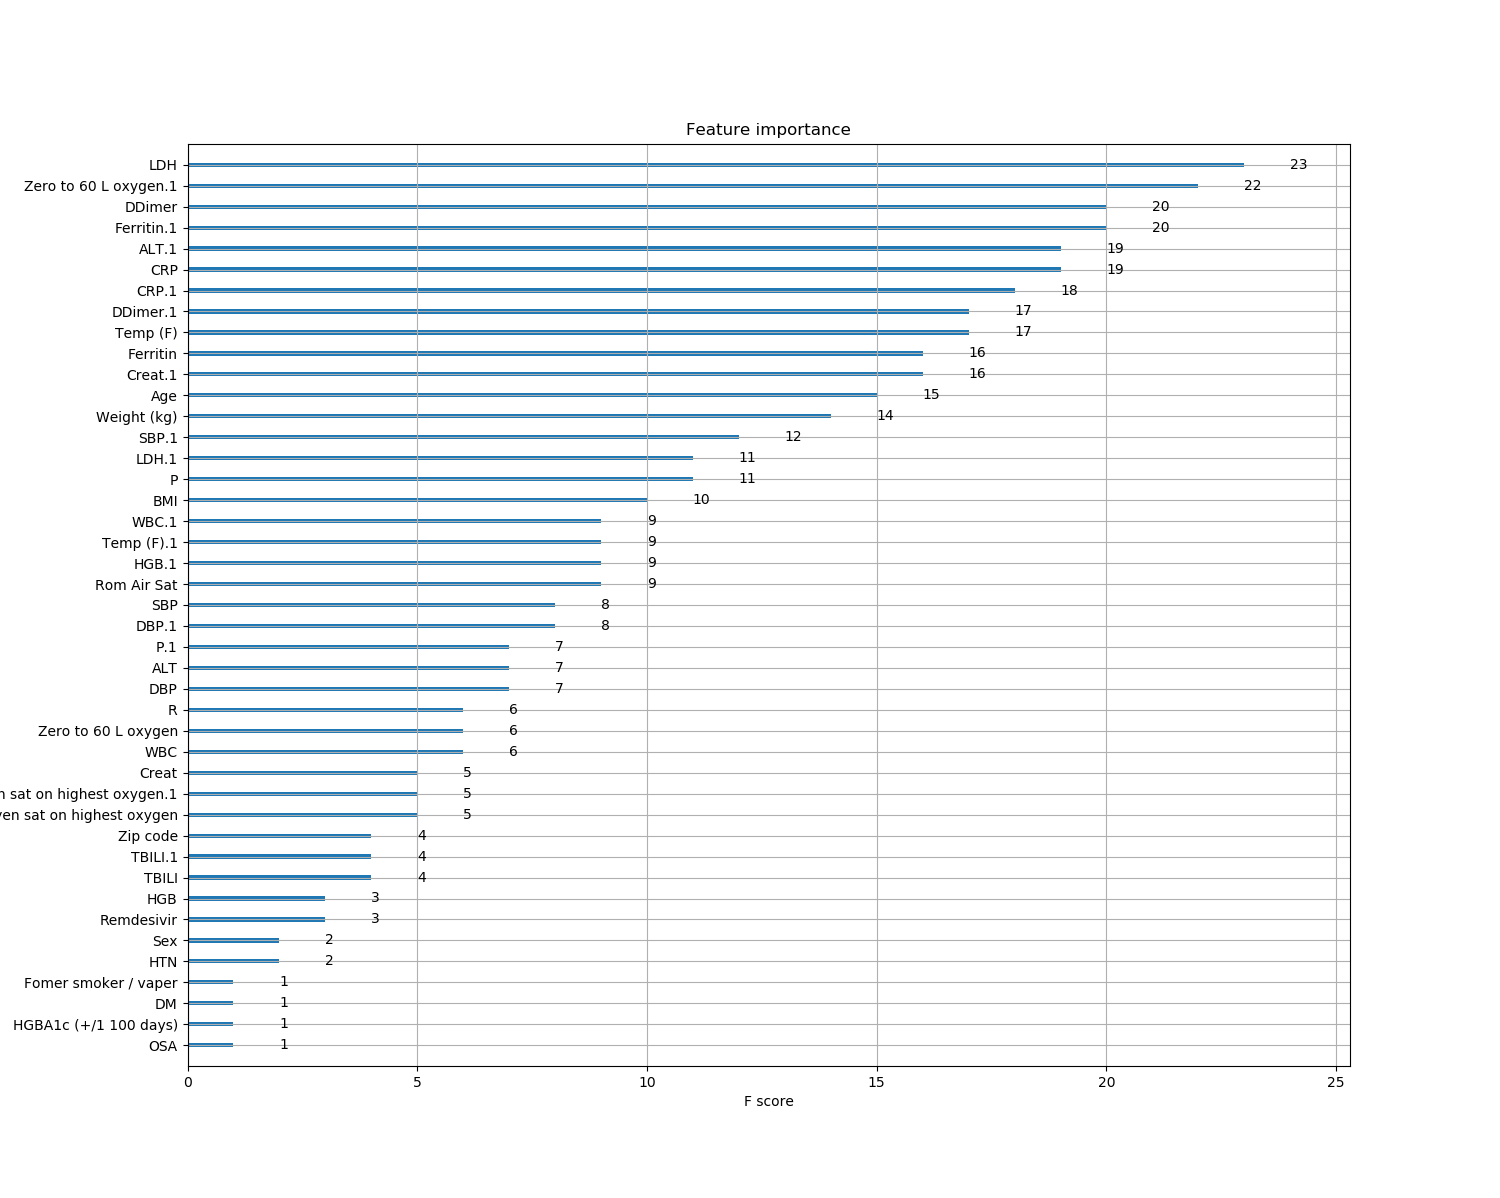 Feature importance
LDH 23
Zero to 60 L oxygen.1 22
DDimer 20
Ferritin.1 20
ALT.1 19
CRP 19
CRP.1 18
DDimer.1 17
Temp (F) 17
Ferritin 16
Creat.1 16
Age 15
Weight (kg) 14
SBP.1 12
LDH.1 11
P 11
BMI 10
WBC.1 9
Temp (F).1 9
HGB.1 9
Rom Air Sat 9
SBP 8
DBP.1 8
P.1 7
ALT 7
DBP 7
R 6
Zero to 60 L oxygen 6
WBC 6
Creat 5
sat on highest oxygen.1 5
sat on highest oxygen 5
Zip code 4
TBILI.1 4
TBILI 4
HGB 3
Remdesivir 3
Sex 2
HTN 2
Fomer smoker / vaper 1
DM 1
HGBA1c (+/1 100 days) 1
OSA 1
0 5 10 15 20 25
F score